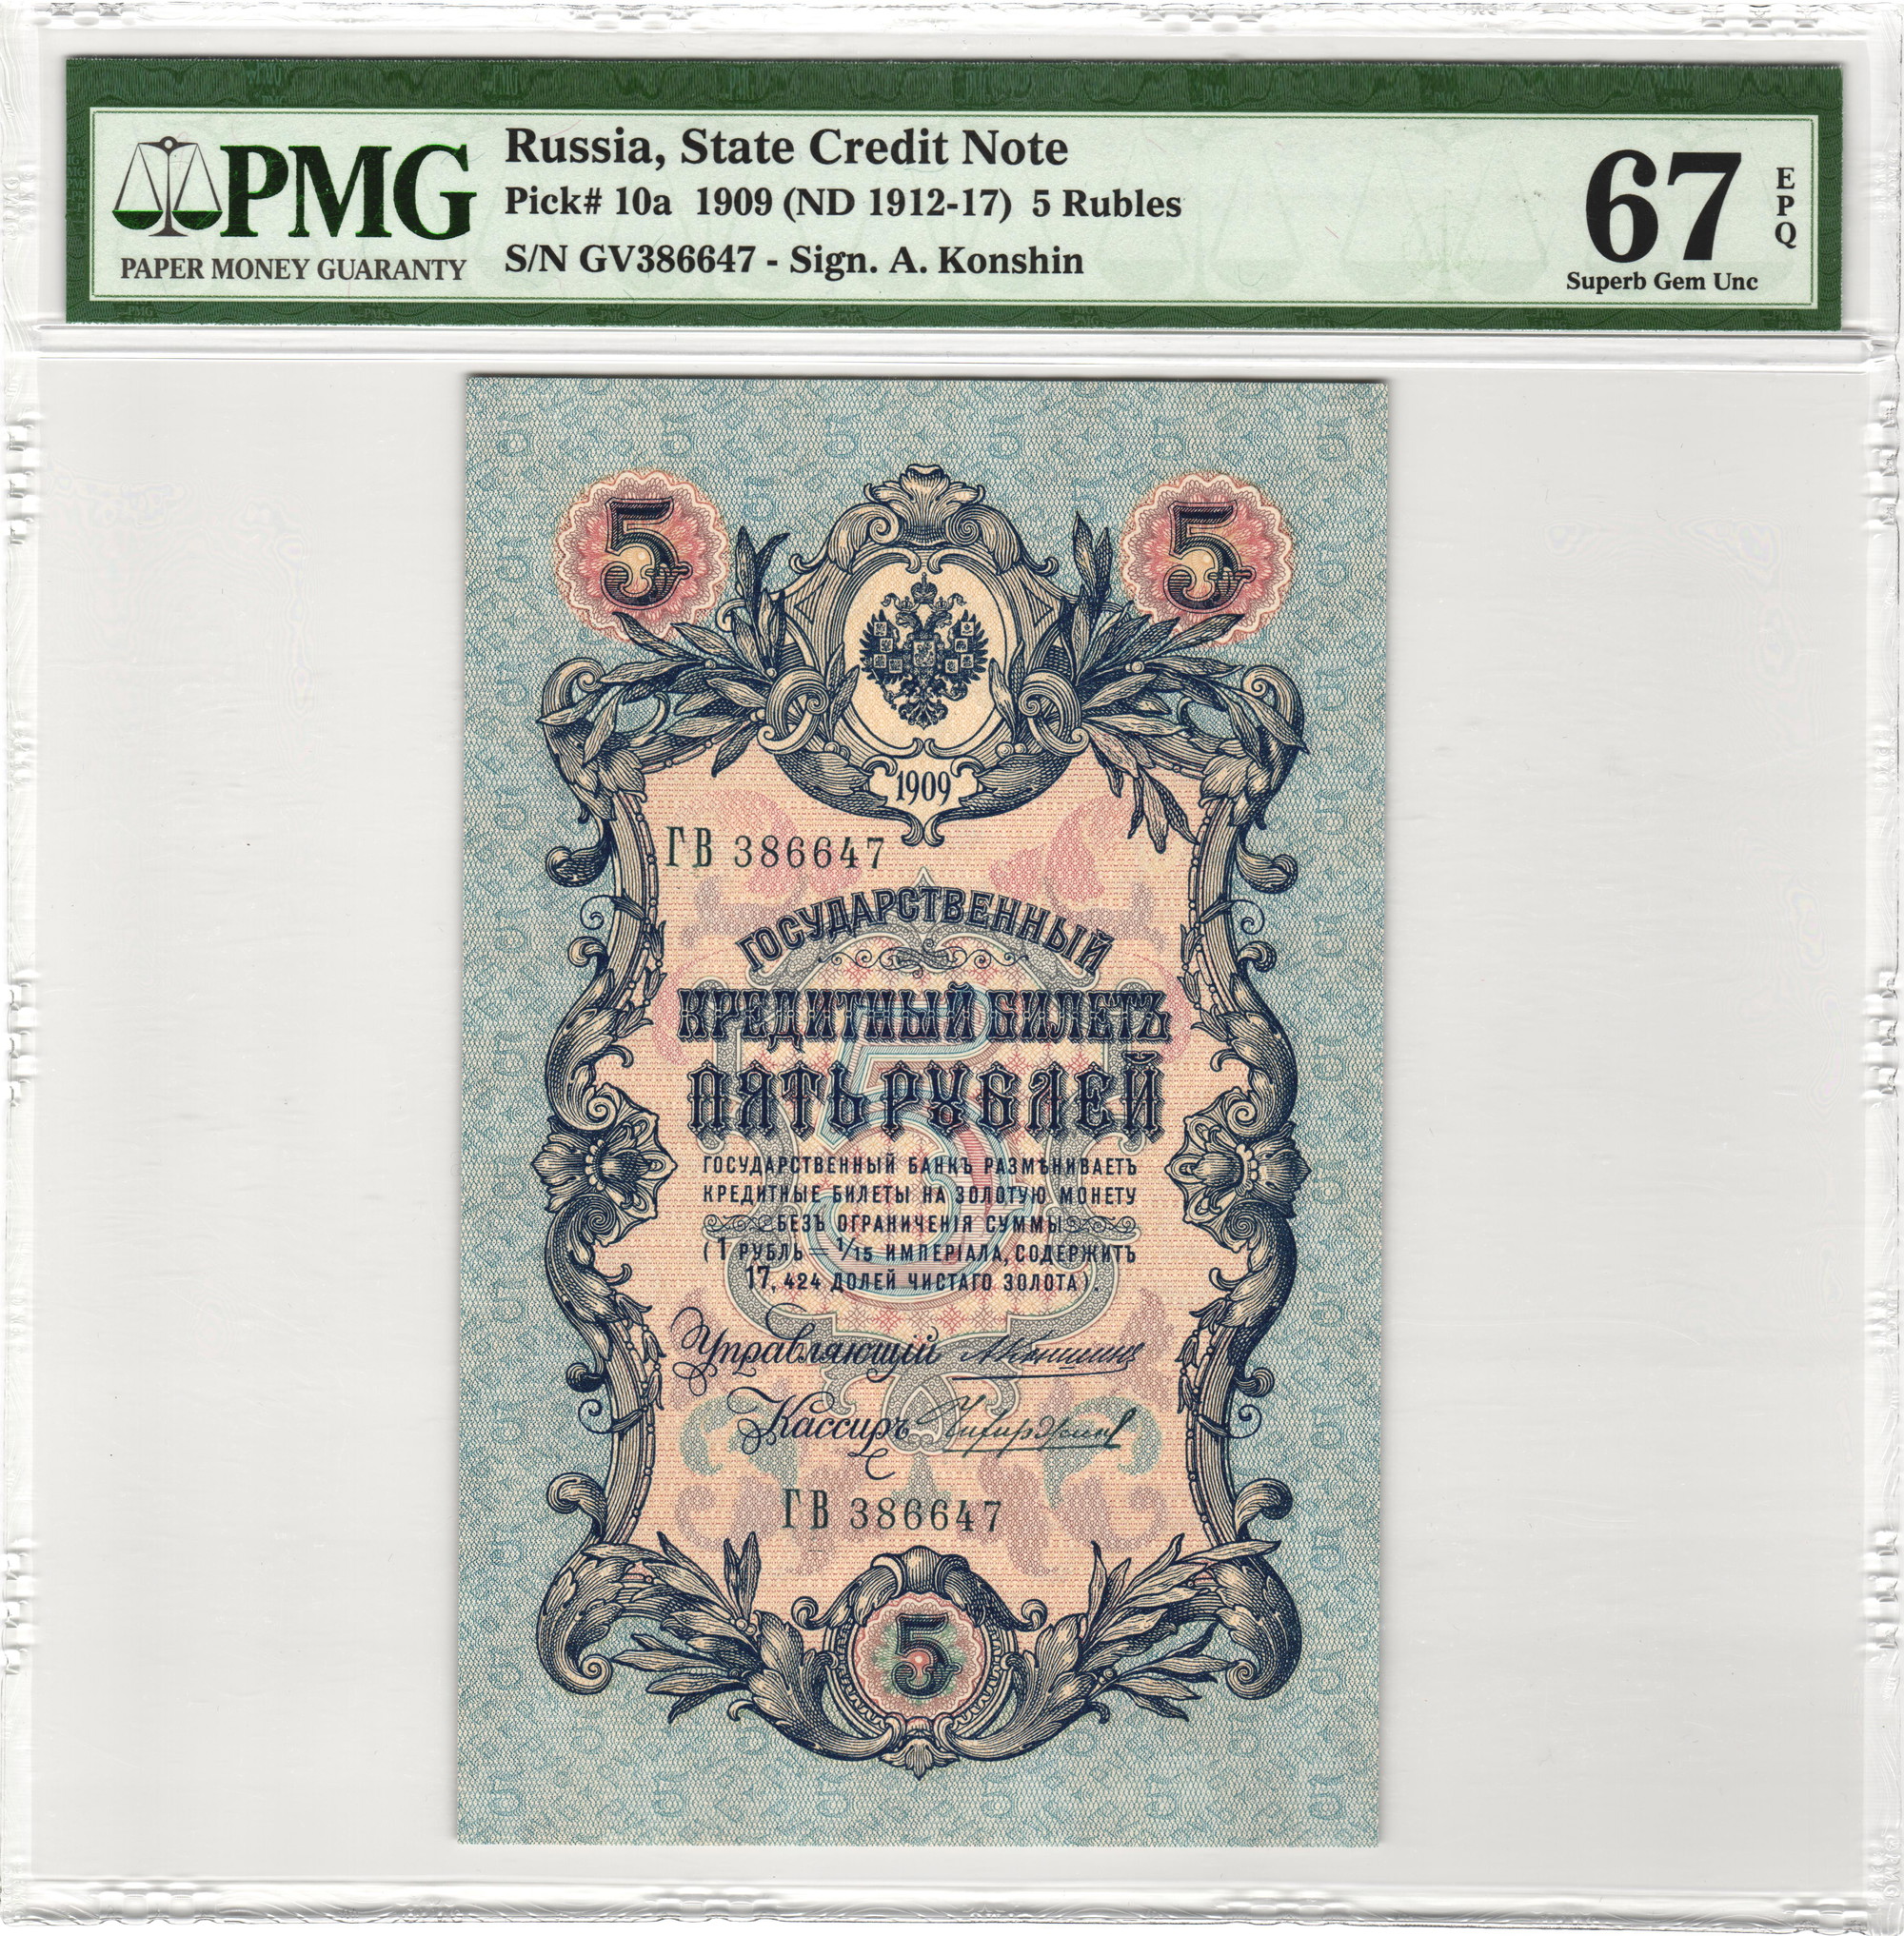 PMG
PAPER MONEY GUARANTY
Russia, State Credit Note
Pick# 10a 1909 (ND 1912-17) 5 Rubles
S/N GV386647 - Sign. A. Konshin
67
EPQ
Superb Gem Unc
5 5
1909
ГВ 386647
ГОСУДАРСТВЕННЫЙ
КРЕДИТНЫЙ БИЛЕТЪ
ПЯТЬ РУБЛЕЙ
ГОСУДАРСТВЕННЫЙ БАНКЪ РАЗМѢНИВАЕТЪ
КРЕДИТНЫЕ БИЛЕТЫ НА ЗОЛОТУЮ МОНЕТУ
БЕЗЪ ОГРАНИЧЕНІЯ СУММЫ
(1 РУБЛЬ = 1/15 ИМПЕРІАЛА, СОДЕРЖИТЪ
17,424 ДОЛЕЙ ЧИСТАГО ЗОЛОТА).
Управляющій АКоншинъ
Кассиръ
ГВ 386647
5